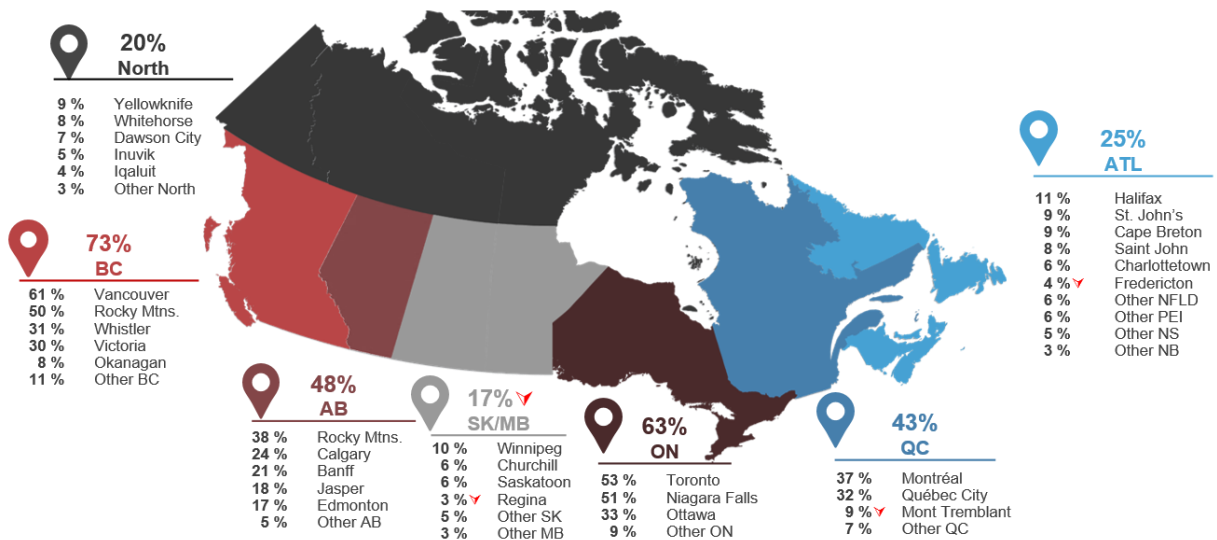 20%
North
9 % Yellowknife
8 % Whitehorse
7 % Dawson City
5 % Inuvik
4 % Iqaluit
3 % Other North
73%
BC
61 % Vancouver
50 % Rocky Mtns.
31 % Whistler
30 % Victoria
8 % Okanagan
11 % Other BC
48%
AB
38 % Rocky Mtns.
24 % Calgary
21 % Banff
18 % Jasper
17 % Edmonton
5 % Other AB
17%
SK/MB
10 % Winnipeg
6 % Churchill
6 % Saskatoon
3 % Regina
5 % Other SK
3 % Other MB
63%
ON
53 % Toronto
51 % Niagara Falls
33 % Ottawa
9 % Other ON
43%
QC
37 % Montréal
32 % Québec City
9 % Mont Tremblant
7 % Other QC
25%
ATL
11 % Halifax
9 % St. John’s
9 % Cape Breton
8 % Saint John
6 % Charlottetown
4 % Fredericton
6 % Other NFLD
6 % Other PEI
5 % Other NS
3 % Other NB